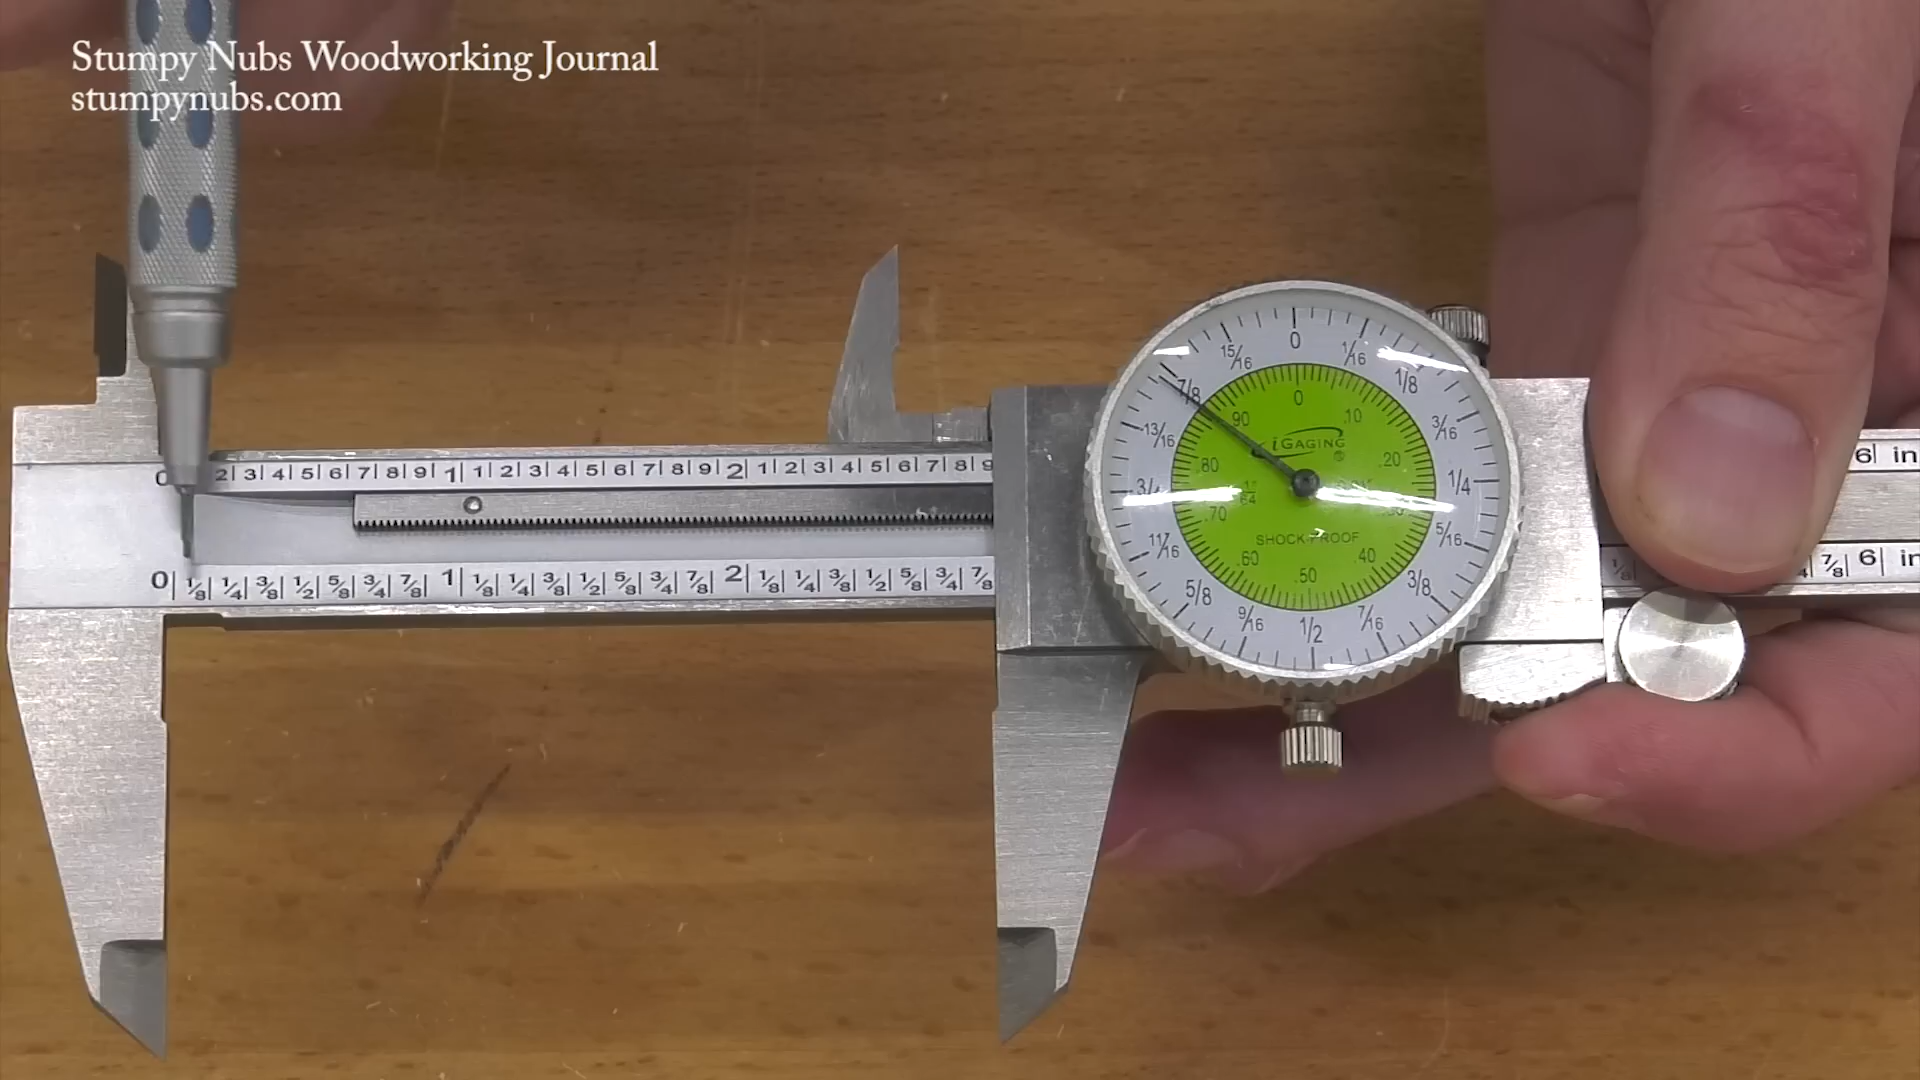 Stumpy Nubs Woodworking Journal
stumpynubs.com
0 2 3 4 5 6 7 8 9 1 1 2 3 4 5 6 7 8 9 2 1 2 3 4 5 6 7 8 9
6 in
0 1/8 1/4 3/8 1/2 5/8 3/4 7/8 1 1/8 1/4 3/8 1/2 5/8 3/4 7/8 2 1/8 1/4 3/8 1/2 5/8 3/4 7/8
1/8 7/8 6 in
0 1/16 1/8 3/16 1/4 5/16 3/8 7/16 1/2 9/16 5/8 11/16 3/4 13/16 7/8 15/16
0 .10 .20 40 .50 .60 .70 .80 90
iGAGING®
SHOCK-PROOF